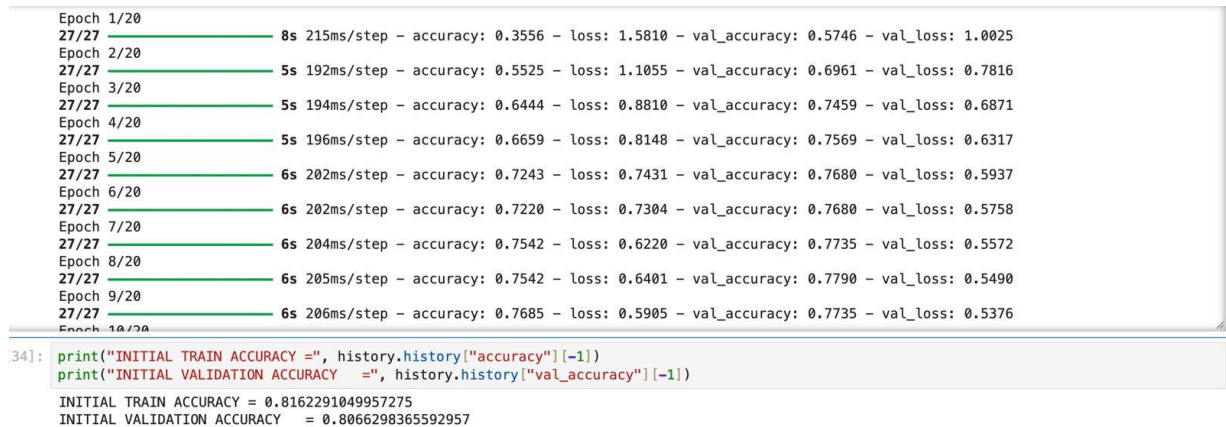 Epoch 1/20
27/27 ━━━━━━━━━━━━━━━━━━━━ 8s 215ms/step - accuracy: 0.3556 - loss: 1.5810 - val_accuracy: 0.5746 - val_loss: 1.0025
Epoch 2/20
27/27 ━━━━━━━━━━━━━━━━━━━━ 5s 192ms/step - accuracy: 0.5525 - loss: 1.1055 - val_accuracy: 0.6961 - val_loss: 0.7816
Epoch 3/20
27/27 ━━━━━━━━━━━━━━━━━━━━ 5s 194ms/step - accuracy: 0.6444 - loss: 0.8810 - val_accuracy: 0.7459 - val_loss: 0.6871
Epoch 4/20
27/27 ━━━━━━━━━━━━━━━━━━━━ 5s 196ms/step - accuracy: 0.6659 - loss: 0.8148 - val_accuracy: 0.7569 - val_loss: 0.6317
Epoch 5/20
27/27 ━━━━━━━━━━━━━━━━━━━━ 6s 202ms/step - accuracy: 0.7243 - loss: 0.7431 - val_accuracy: 0.7680 - val_loss: 0.5937
Epoch 6/20
27/27 ━━━━━━━━━━━━━━━━━━━━ 6s 202ms/step - accuracy: 0.7220 - loss: 0.7304 - val_accuracy: 0.7680 - val_loss: 0.5758
Epoch 7/20
27/27 ━━━━━━━━━━━━━━━━━━━━ 6s 204ms/step - accuracy: 0.7542 - loss: 0.6220 - val_accuracy: 0.7735 - val_loss: 0.5572
Epoch 8/20
27/27 ━━━━━━━━━━━━━━━━━━━━ 6s 205ms/step - accuracy: 0.7542 - loss: 0.6401 - val_accuracy: 0.7790 - val_loss: 0.5490
Epoch 9/20
27/27 ━━━━━━━━━━━━━━━━━━━━ 6s 206ms/step - accuracy: 0.7685 - loss: 0.5905 - val_accuracy: 0.7735 - val_loss: 0.5376
Epoch 10/20
34]: print("INITIAL TRAIN ACCURACY =", history.history["accuracy"][-1])
print("INITIAL VALIDATION ACCURACY   =", history.history["val_accuracy"][-1])
INITIAL TRAIN ACCURACY = 0.8162291049957275
INITIAL VALIDATION ACCURACY   = 0.8066298365592957